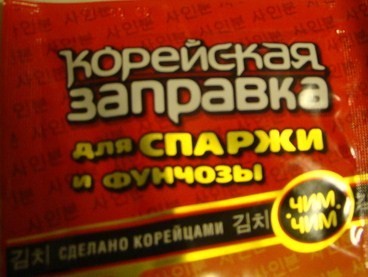 КОРЕЙСКАЯ
ЗАПРАВКА
для СПАРЖИ
и ФУНЧОЗЫ
ЧИМ.
ЧИМ
김치 СДЕЛАНО КОРЕЙЦАМИ 김치